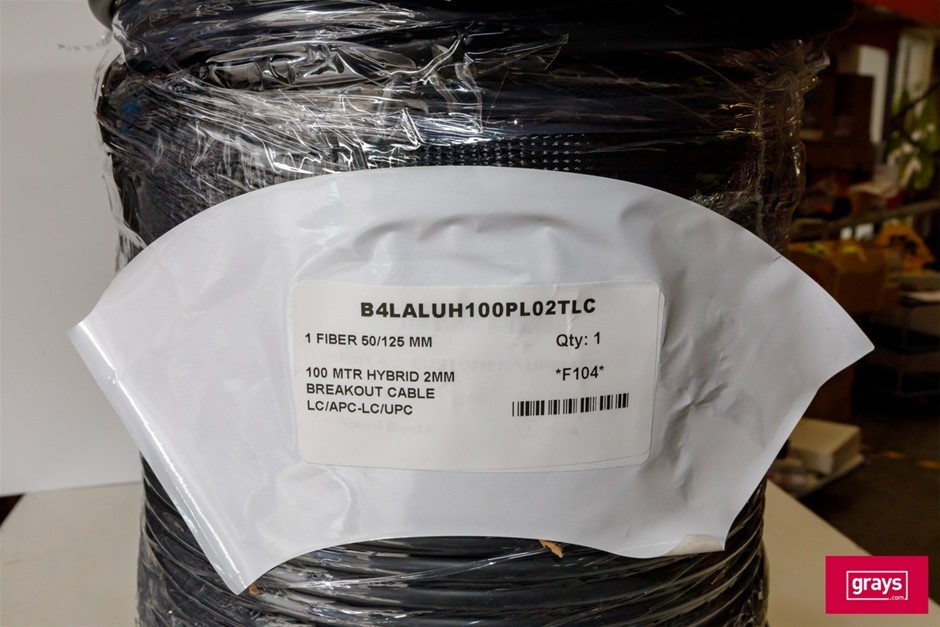 B4LALUH100PL02TLC
1 FIBER 50/125 MM
Qty: 1
100 MTR HYBRID 2MM
*F104*
BREAKOUT CABLE
LC/APC-LC/UPC
grays
.com